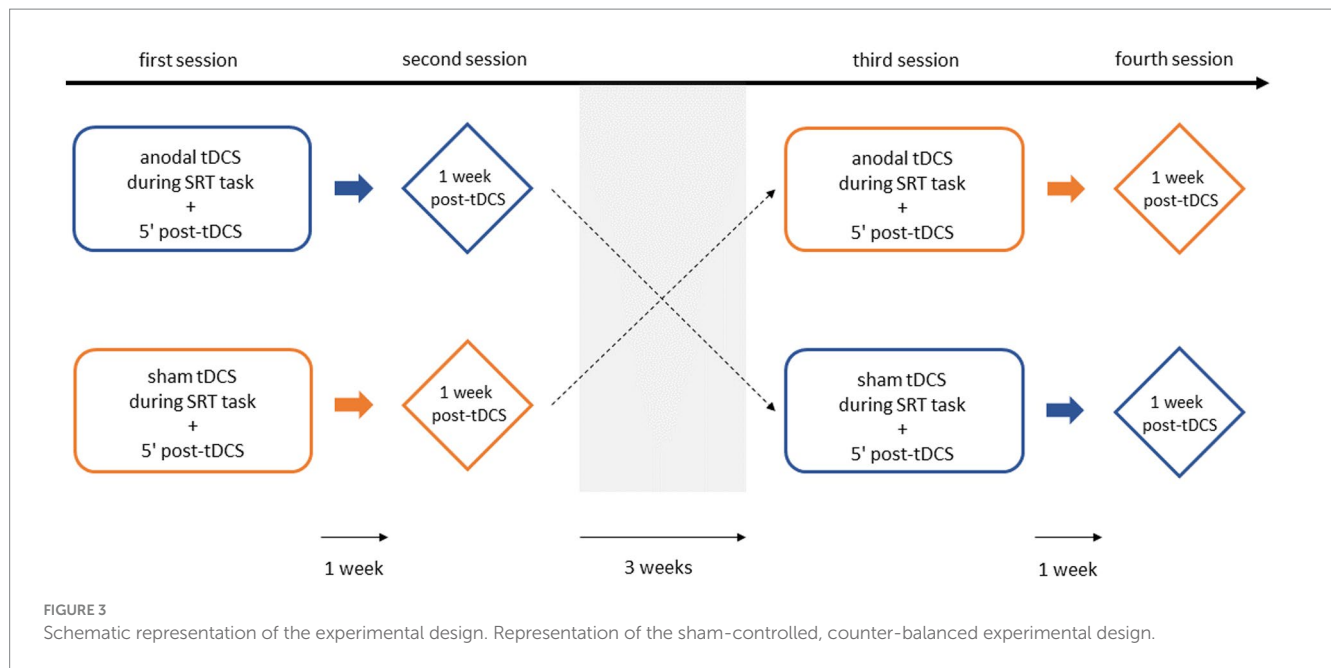 first session
second session
third session
fourth session
anodal tDCS
during SRT task
+
5' post-tDCS
1 week
post-tDCS
anodal tDCS
during SRT task
+
5' post-tDCS
1 week
post-tDCS
sham tDCS
during SRT task
+
5' post-tDCS
1 week
post-tDCS
sham tDCS
during SRT task
+
5' post-tDCS
1 week
post-tDCS
1 week
3 weeks
1 week
FIGURE 3
Schematic representation of the experimental design. Representation of the sham-controlled, counter-balanced experimental design.